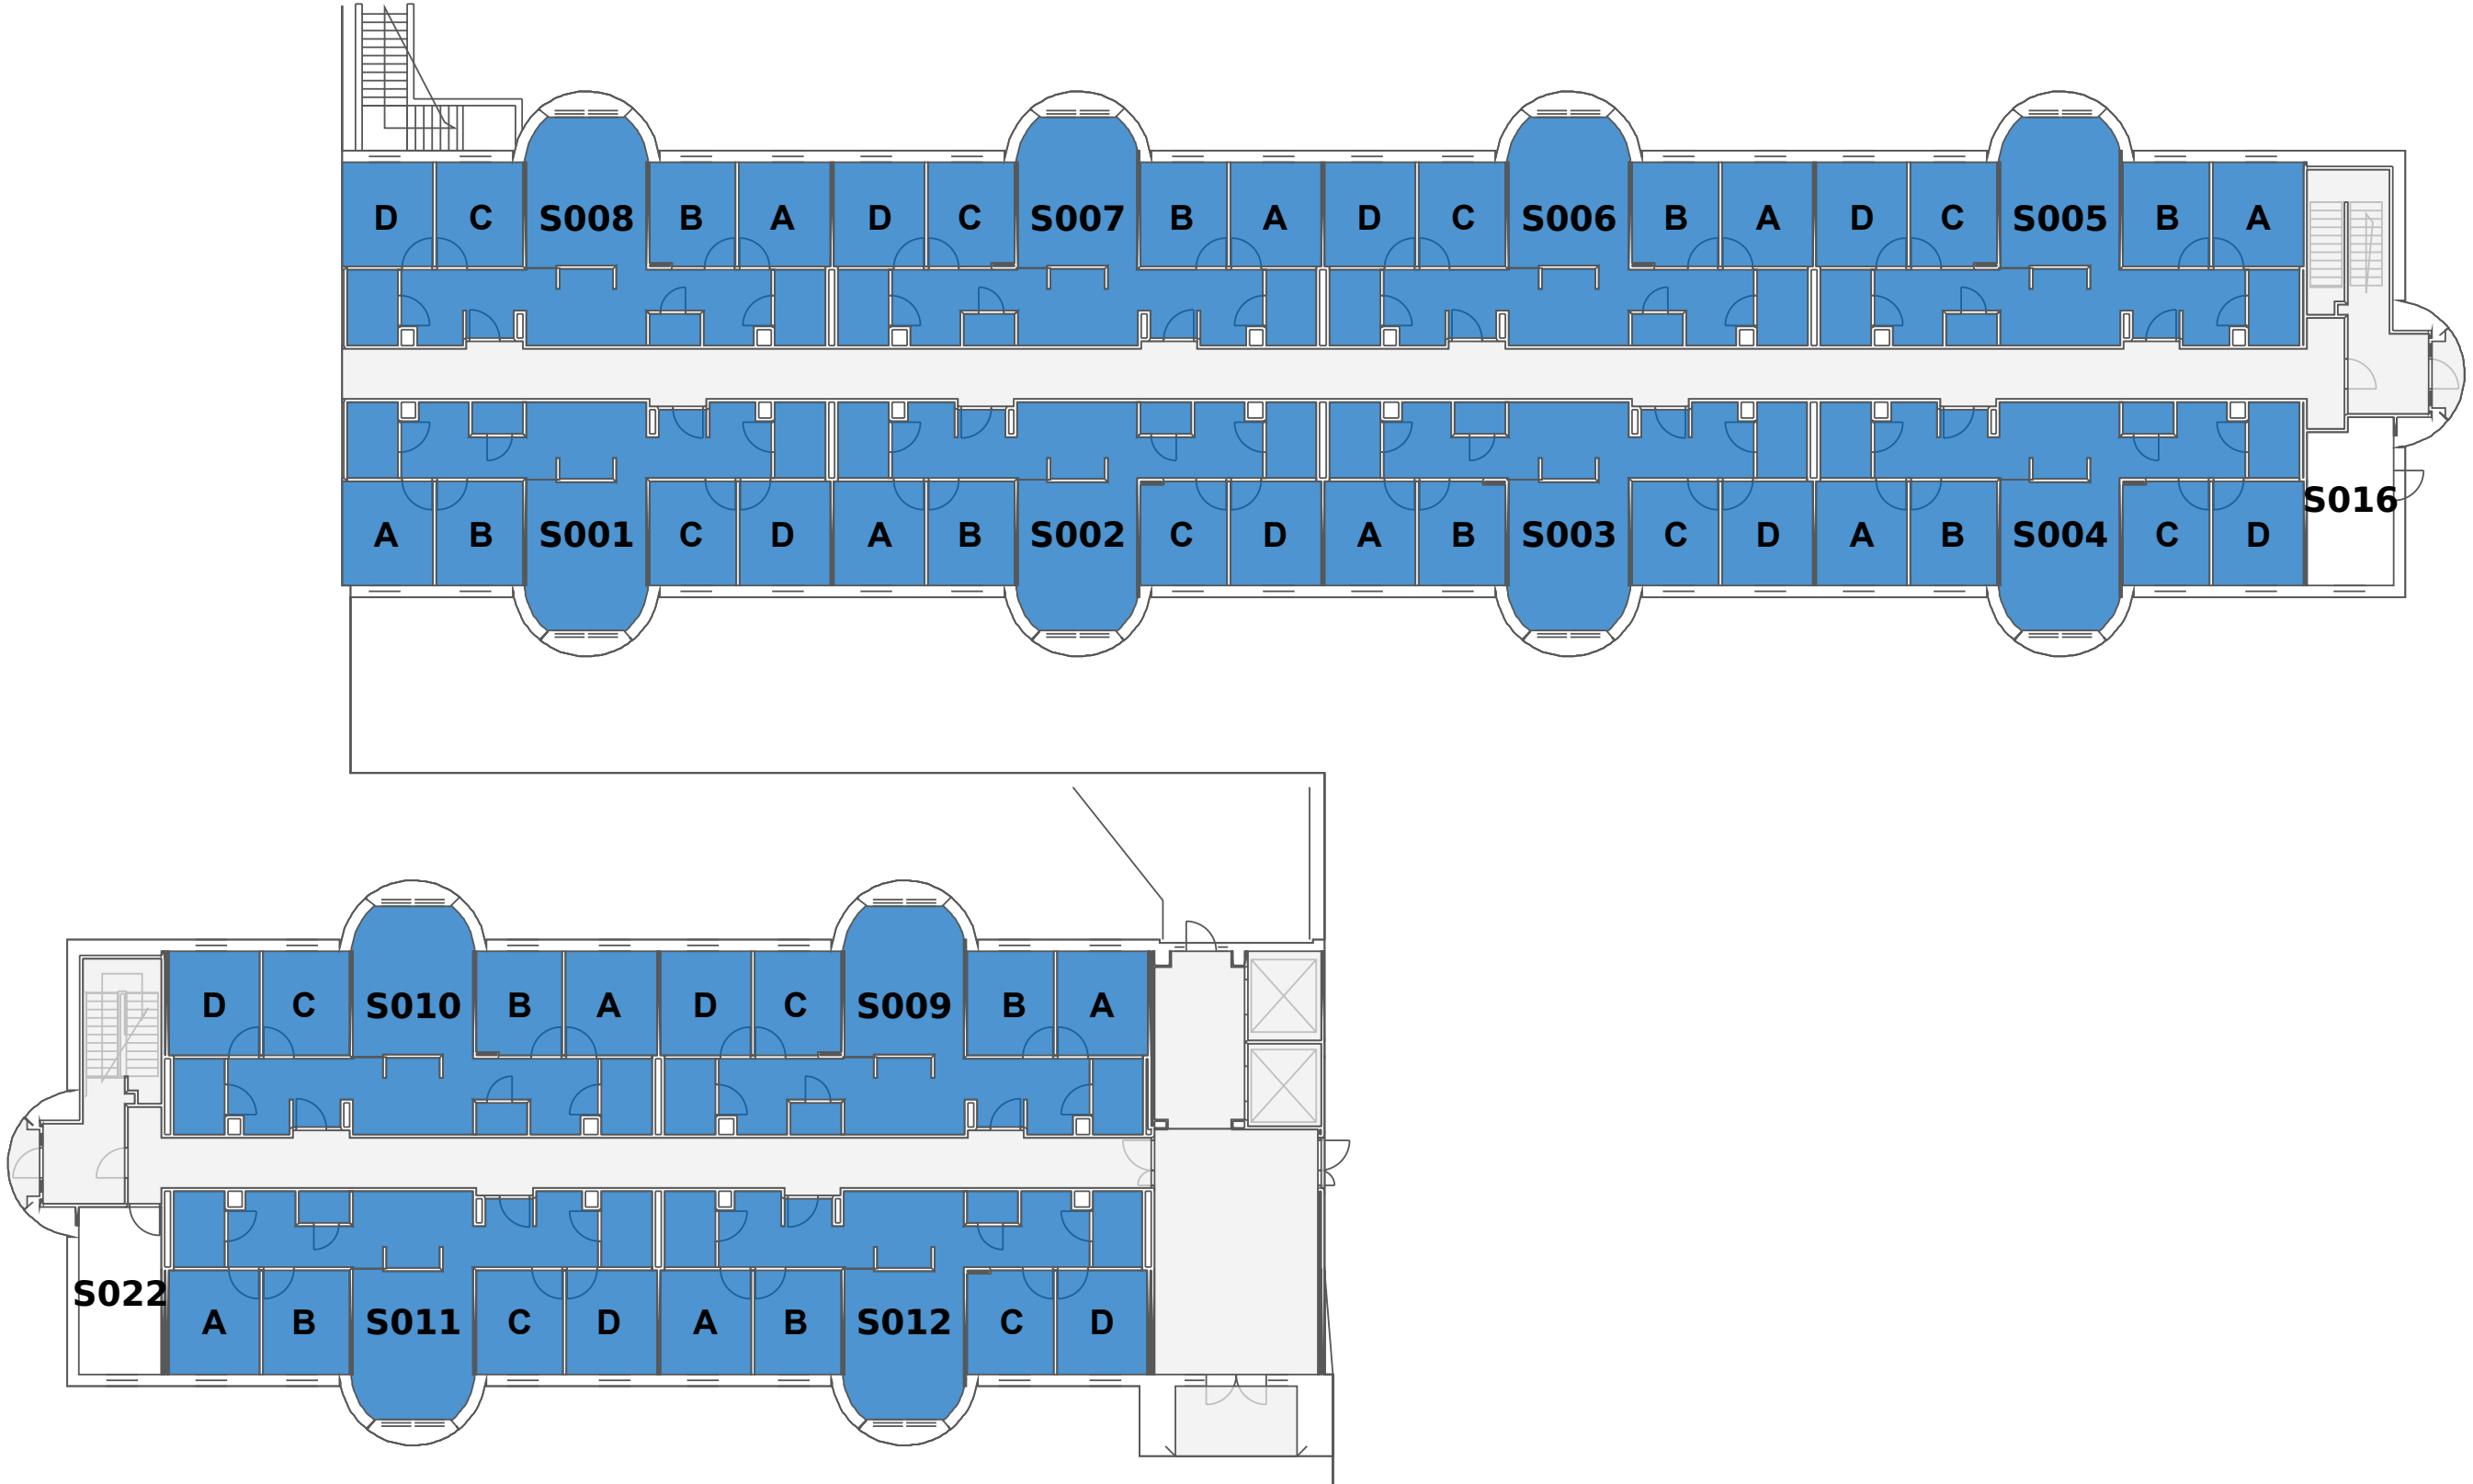 D C S008 B A D C S007 B A D C S006 B A D C S005 B A
S016
A B S001 C D A B S002 C D A B S003 C D A B S004 C D
D C S010 B A D C S009 B A
S022
A B S011 C D A B S012 C D